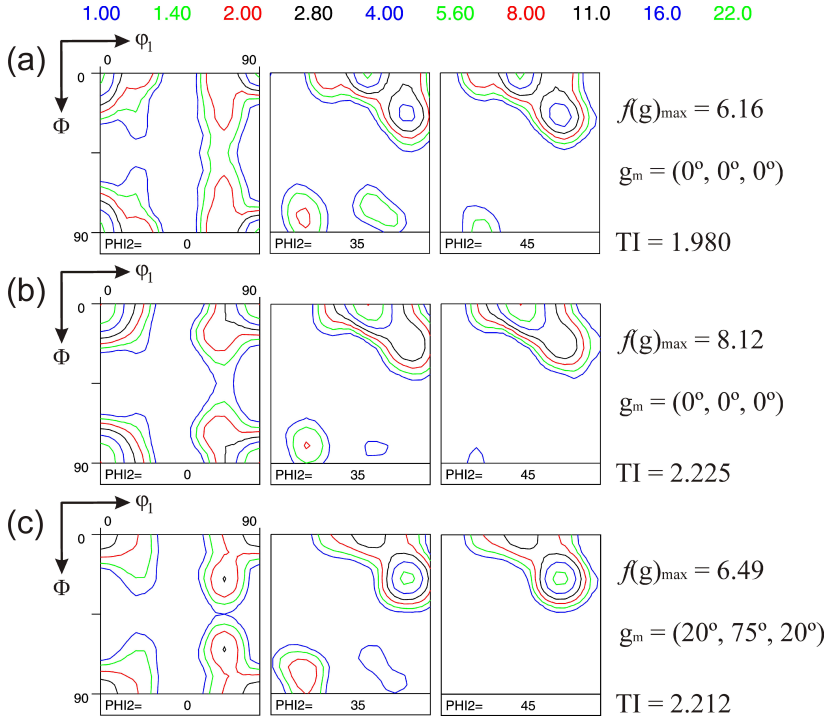 1.00 1.40 2.00 2.80 4.00 5.60 8.00 11.0 16.0 22.0
(a) φ1
0 90
0
Φ
90
PHI2= 0 PHI2= 35 PHI2= 45
f(g)max = 6.16
gm = (0º, 0º, 0º)
TI = 1.980
(b) φ1
0 90
0
Φ
90
PHI2= 0 PHI2= 35 PHI2= 45
f(g)max = 8.12
gm = (0º, 0º, 0º)
TI = 2.225
(c) φ1
0 90
0
Φ
90
PHI2= 0 PHI2= 35 PHI2= 45
f(g)max = 6.49
gm = (20º, 75º, 20º)
TI = 2.212